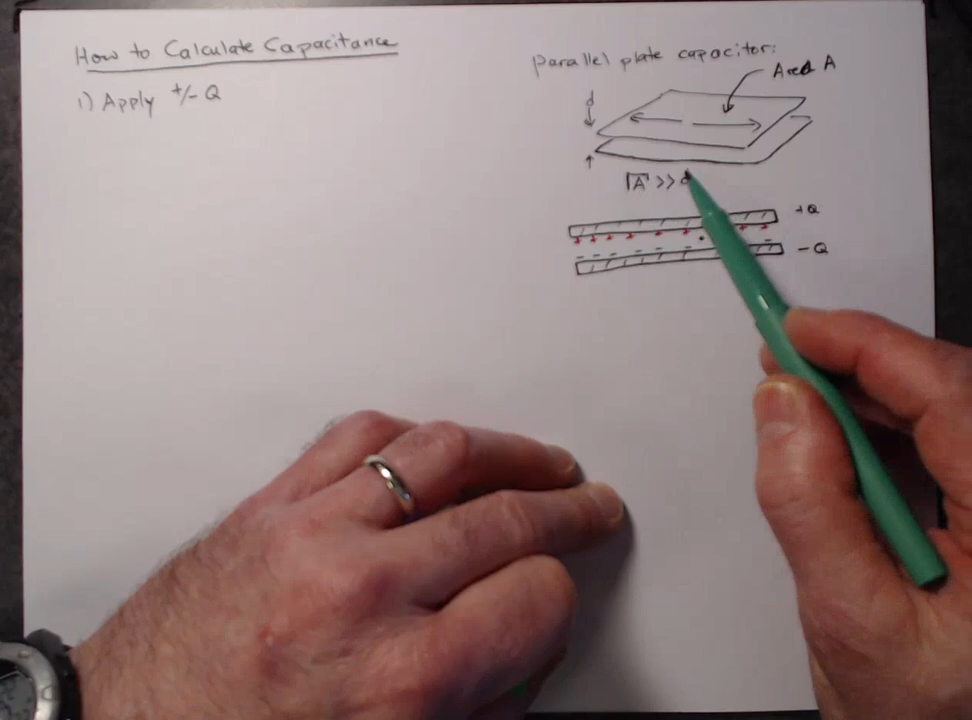 How to Calculate Capacitance
1) Apply +/- Q
parallel plate capacitor:
Area A
d
√A >> d
+Q
+ + + + + + + +
- - - - - - -
- Q